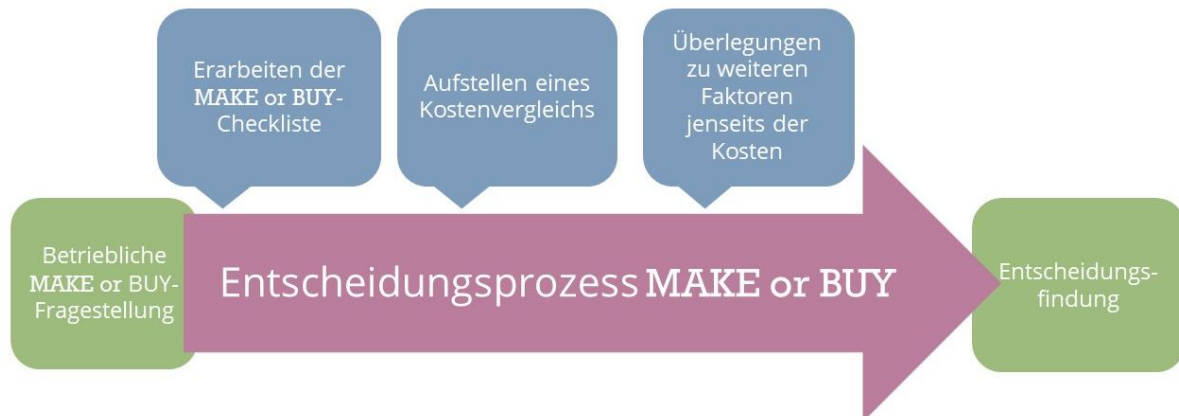 Erarbeiten der
MAKE or BUY-
Checkliste
Aufstellen eines
Kostenvergleichs
Überlegungen
zu weiteren
Faktoren
jenseits der
Kosten
Betriebliche
MAKE or BUY-
Fragestellung
Entscheidungsprozess MAKE or BUY
Entscheidungs-
findung